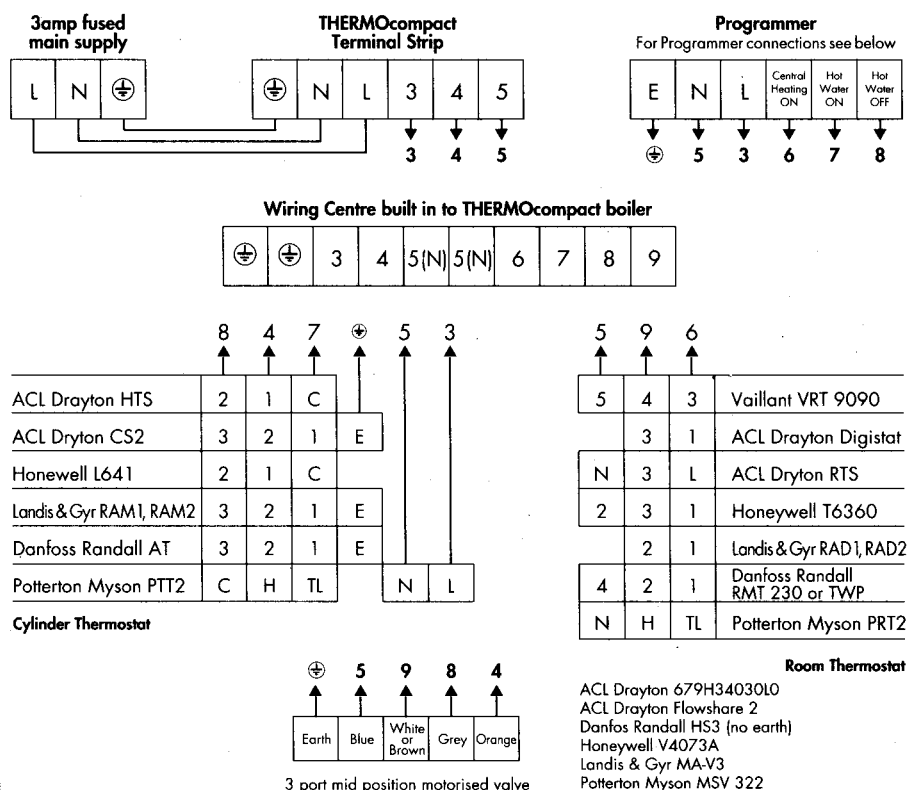 3amp fused
main supply
L N ⏚
THERMOcompact
Terminal Strip
⏚ N L 3 4 5
3 4 5
Programmer
For Programmer connections see below
E N L Central Heating ON Hot Water ON Hot Water OFF
⏚ 5 3 6 7 8
Wiring Centre built in to THERMOcompact boiler
⏚ ⏚ 3 4 5(N) 5(N) 6 7 8 9
8 4 7 ⏚ 5 3
ACL Drayton HTS 2 1 C
ACL Dryton CS2 3 2 1 E
Honewell L641 2 1 C
Landis & Gyr RAM1, RAM2 3 2 1 E
Danfoss Randall AT 3 2 1 E
Potterton Myson PTT2 C H TL N L
Cylinder Thermostat
5 9 6
5 4 3 Vaillant VRT 9090
3 1 ACL Drayton Digistat
N 3 L ACL Dryton RTS
2 3 1 Honeywell T6360
2 1 Landis & Gyr RAD1, RAD2
4 2 1 Danfoss Randall
RMT 230 or TWP
N H TL Potterton Myson PRT2
Room Thermostat
⏚ 5 9 8 4
Earth Blue White or Brown Grey Orange
3 port mid position motorised valve
ACL Drayton 679H34030L0
ACL Drayton Flowshare 2
Danfos Randall HS3 (no earth)
Honeywell V4073A
Landis & Gyr MA-V3
Potterton Myson MSV 322